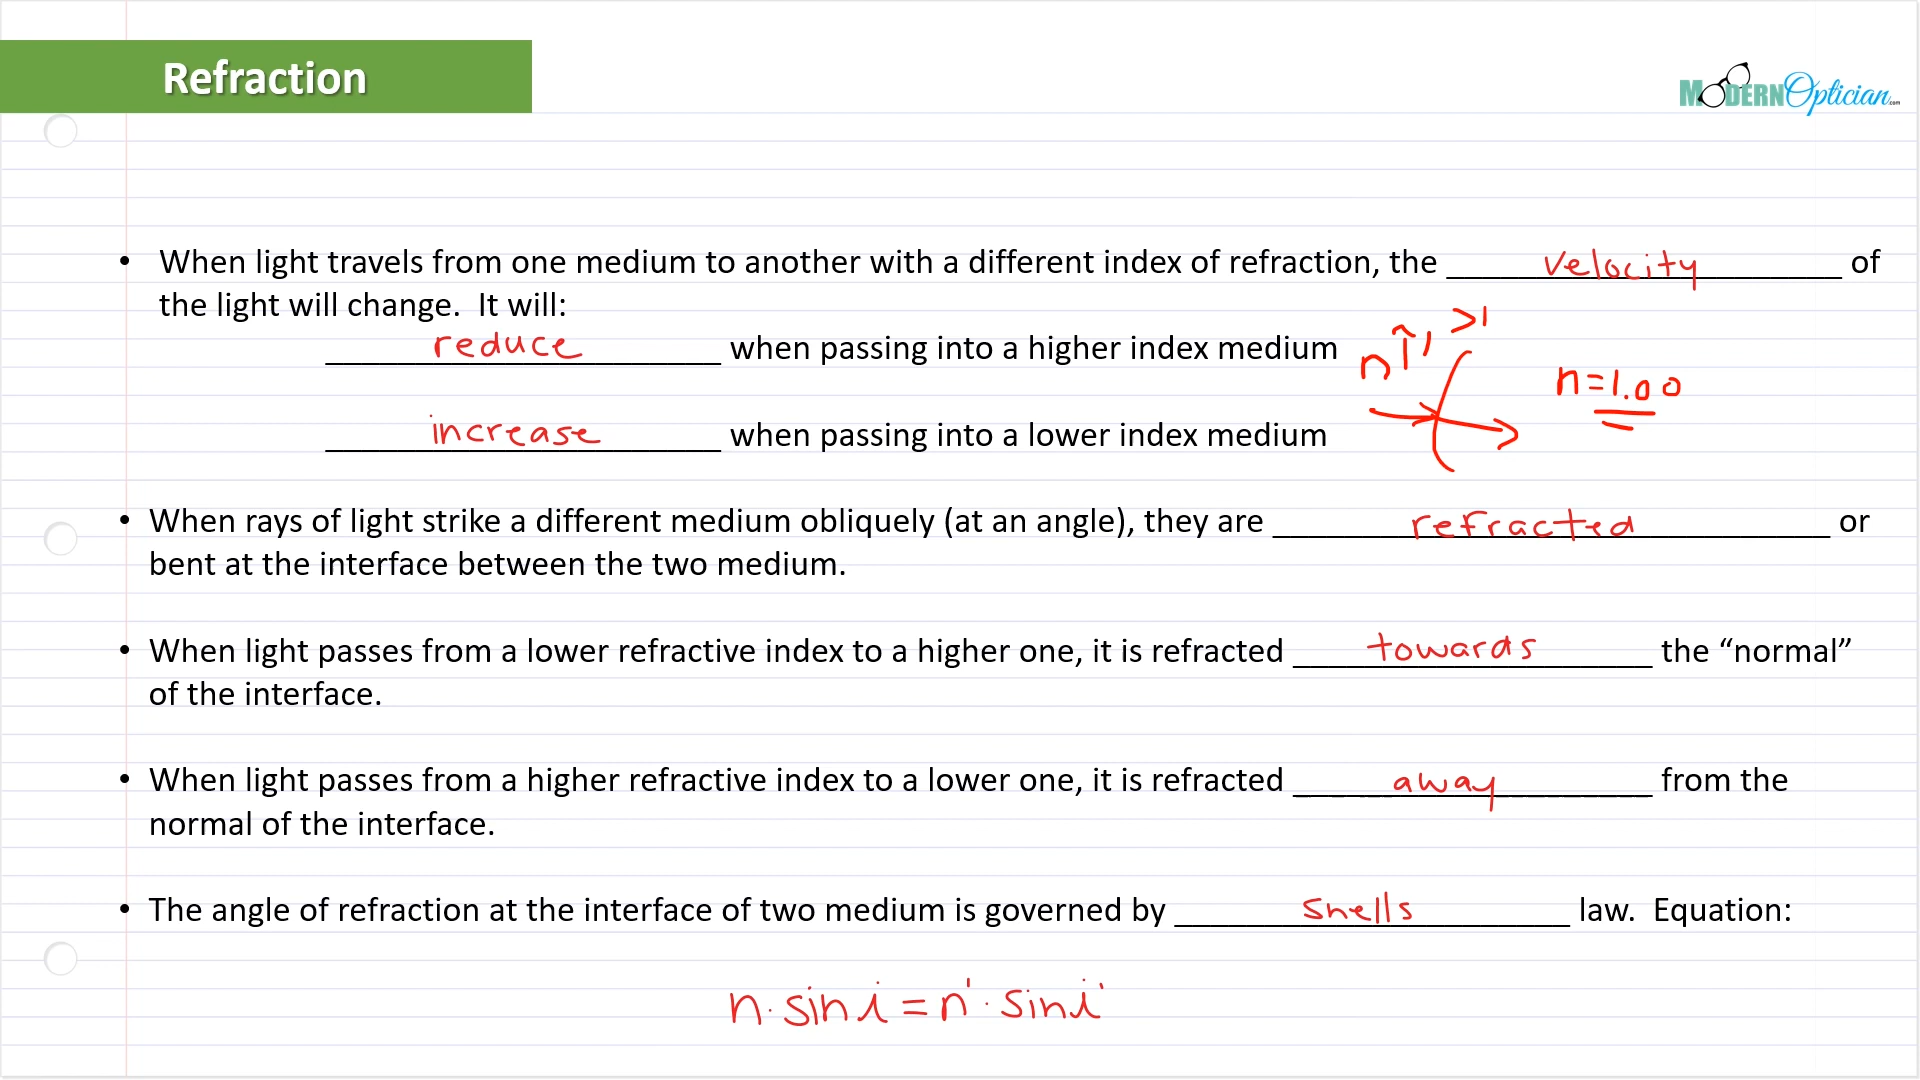 Refraction
MODERNOptician.com
• When light travels from one medium to another with a different index of refraction, the velocity of
the light will change. It will:
reduce when passing into a higher index medium
n↑' >1
n=1.00
increase when passing into a lower index medium
• When rays of light strike a different medium obliquely (at an angle), they are refracted or
bent at the interface between the two medium.
• When light passes from a lower refractive index to a higher one, it is refracted towards the “normal”
of the interface.
• When light passes from a higher refractive index to a lower one, it is refracted away from the
normal of the interface.
• The angle of refraction at the interface of two medium is governed by snells law. Equation:
n·sin i = n'·sin i'